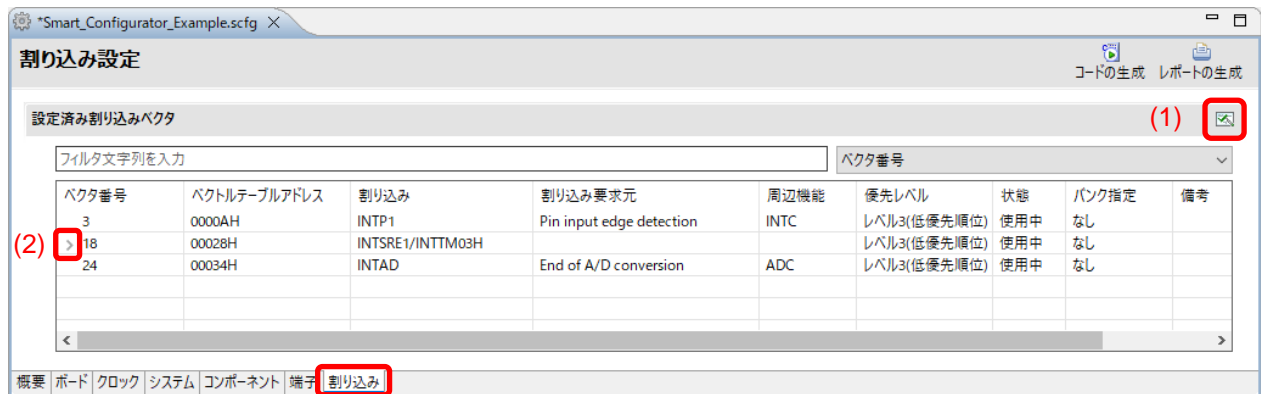 *Smart_Configurator_Example.scfg
割り込み設定
コードの生成 レポートの生成
設定済み割り込みベクタ
(1)
フィルタ文字列を入力 ベクタ番号
ベクタ番号 ベクトルテーブルアドレス 割り込み 割り込み要求元 周辺機能 優先レベル 状態 バンク指定 備考
3 0000AH INTP1 Pin input edge detection INTC レベル3(低優先順位) 使用中 なし
(2) > 18 00028H INTSRE1/INTTM03H レベル3(低優先順位) 使用中 なし
24 00034H INTAD End of A/D conversion ADC レベル3(低優先順位) 使用中 なし
概要 ボード クロック システム コンポーネント 端子 割り込み